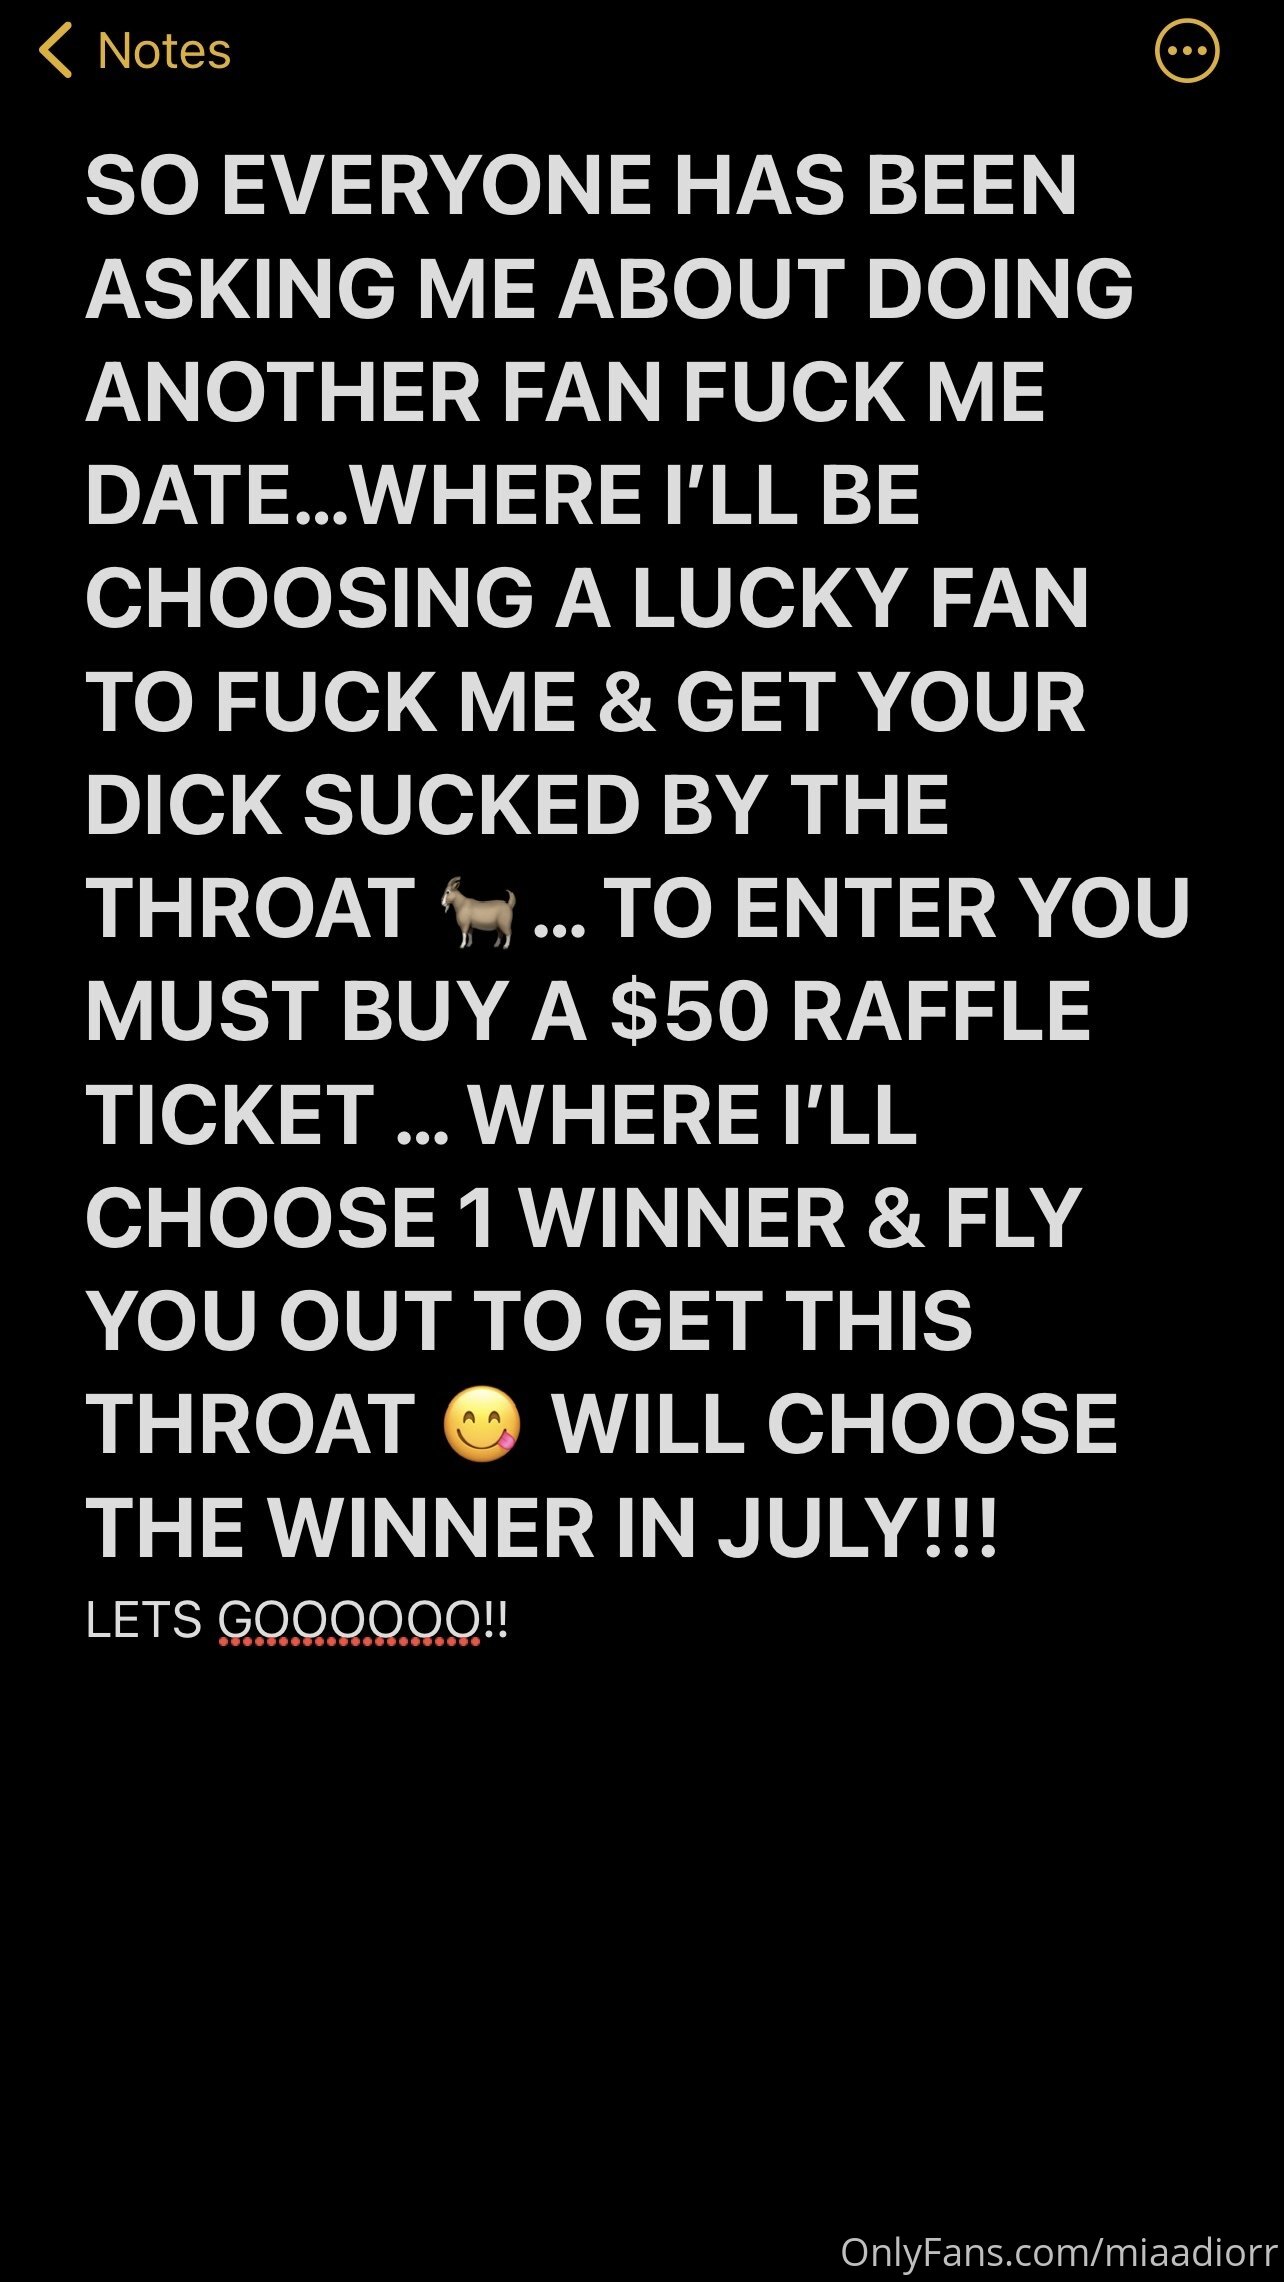 Notes
SO EVERYONE HAS BEEN
ASKING ME ABOUT DOING
ANOTHER FAN FUCK ME
DATE…WHERE I’LL BE
CHOOSING A LUCKY FAN
TO FUCK ME & GET YOUR
DICK SUCKED BY THE
THROAT 🐐… TO ENTER YOU
MUST BUY A $50 RAFFLE
TICKET … WHERE I’LL
CHOOSE 1 WINNER & FLY
YOU OUT TO GET THIS
THROAT 😋 WILL CHOOSE
THE WINNER IN JULY!!!
LETS GOOOOOOO!!
OnlyFans.com/miaadiorr